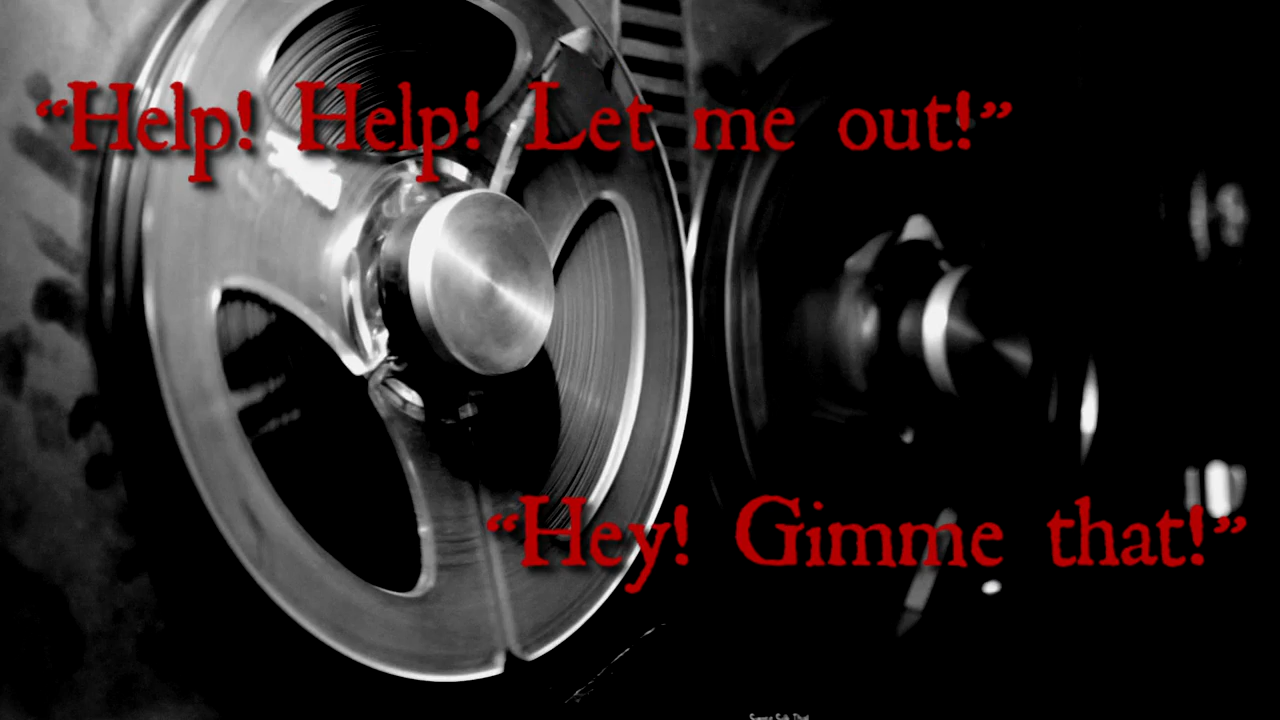 “Help! Help! Let me out!”
“Hey! Gimme that!”